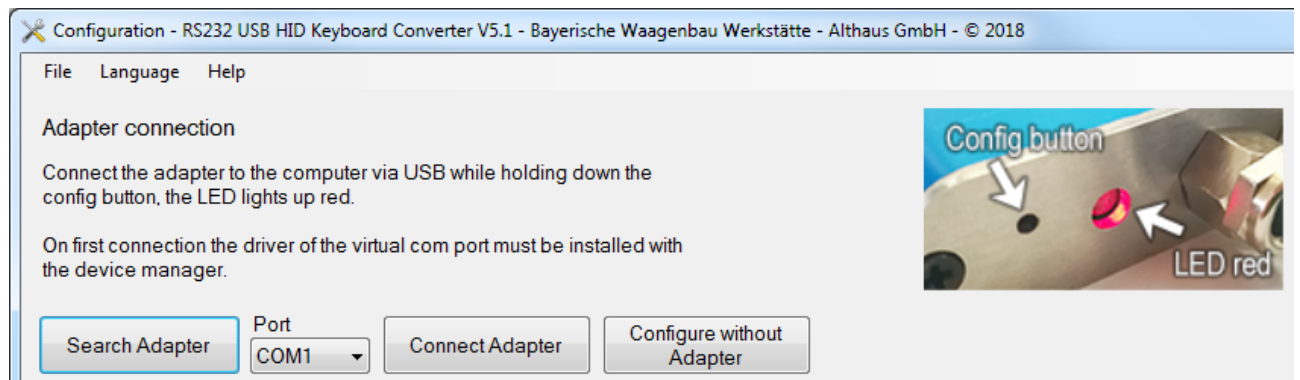 Configuration - RS232 USB HID Keyboard Converter V5.1 - Bayerische Waagenbau Werkstätte - Althaus GmbH - © 2018
File Language Help
Adapter connection
Connect the adapter to the computer via USB while holding down the
config button, the LED lights up red.
On first connection the driver of the virtual com port must be installed with
the device manager.
Config button
LED red
Search Adapter
Port
COM1
Connect Adapter
Configure without
Adapter